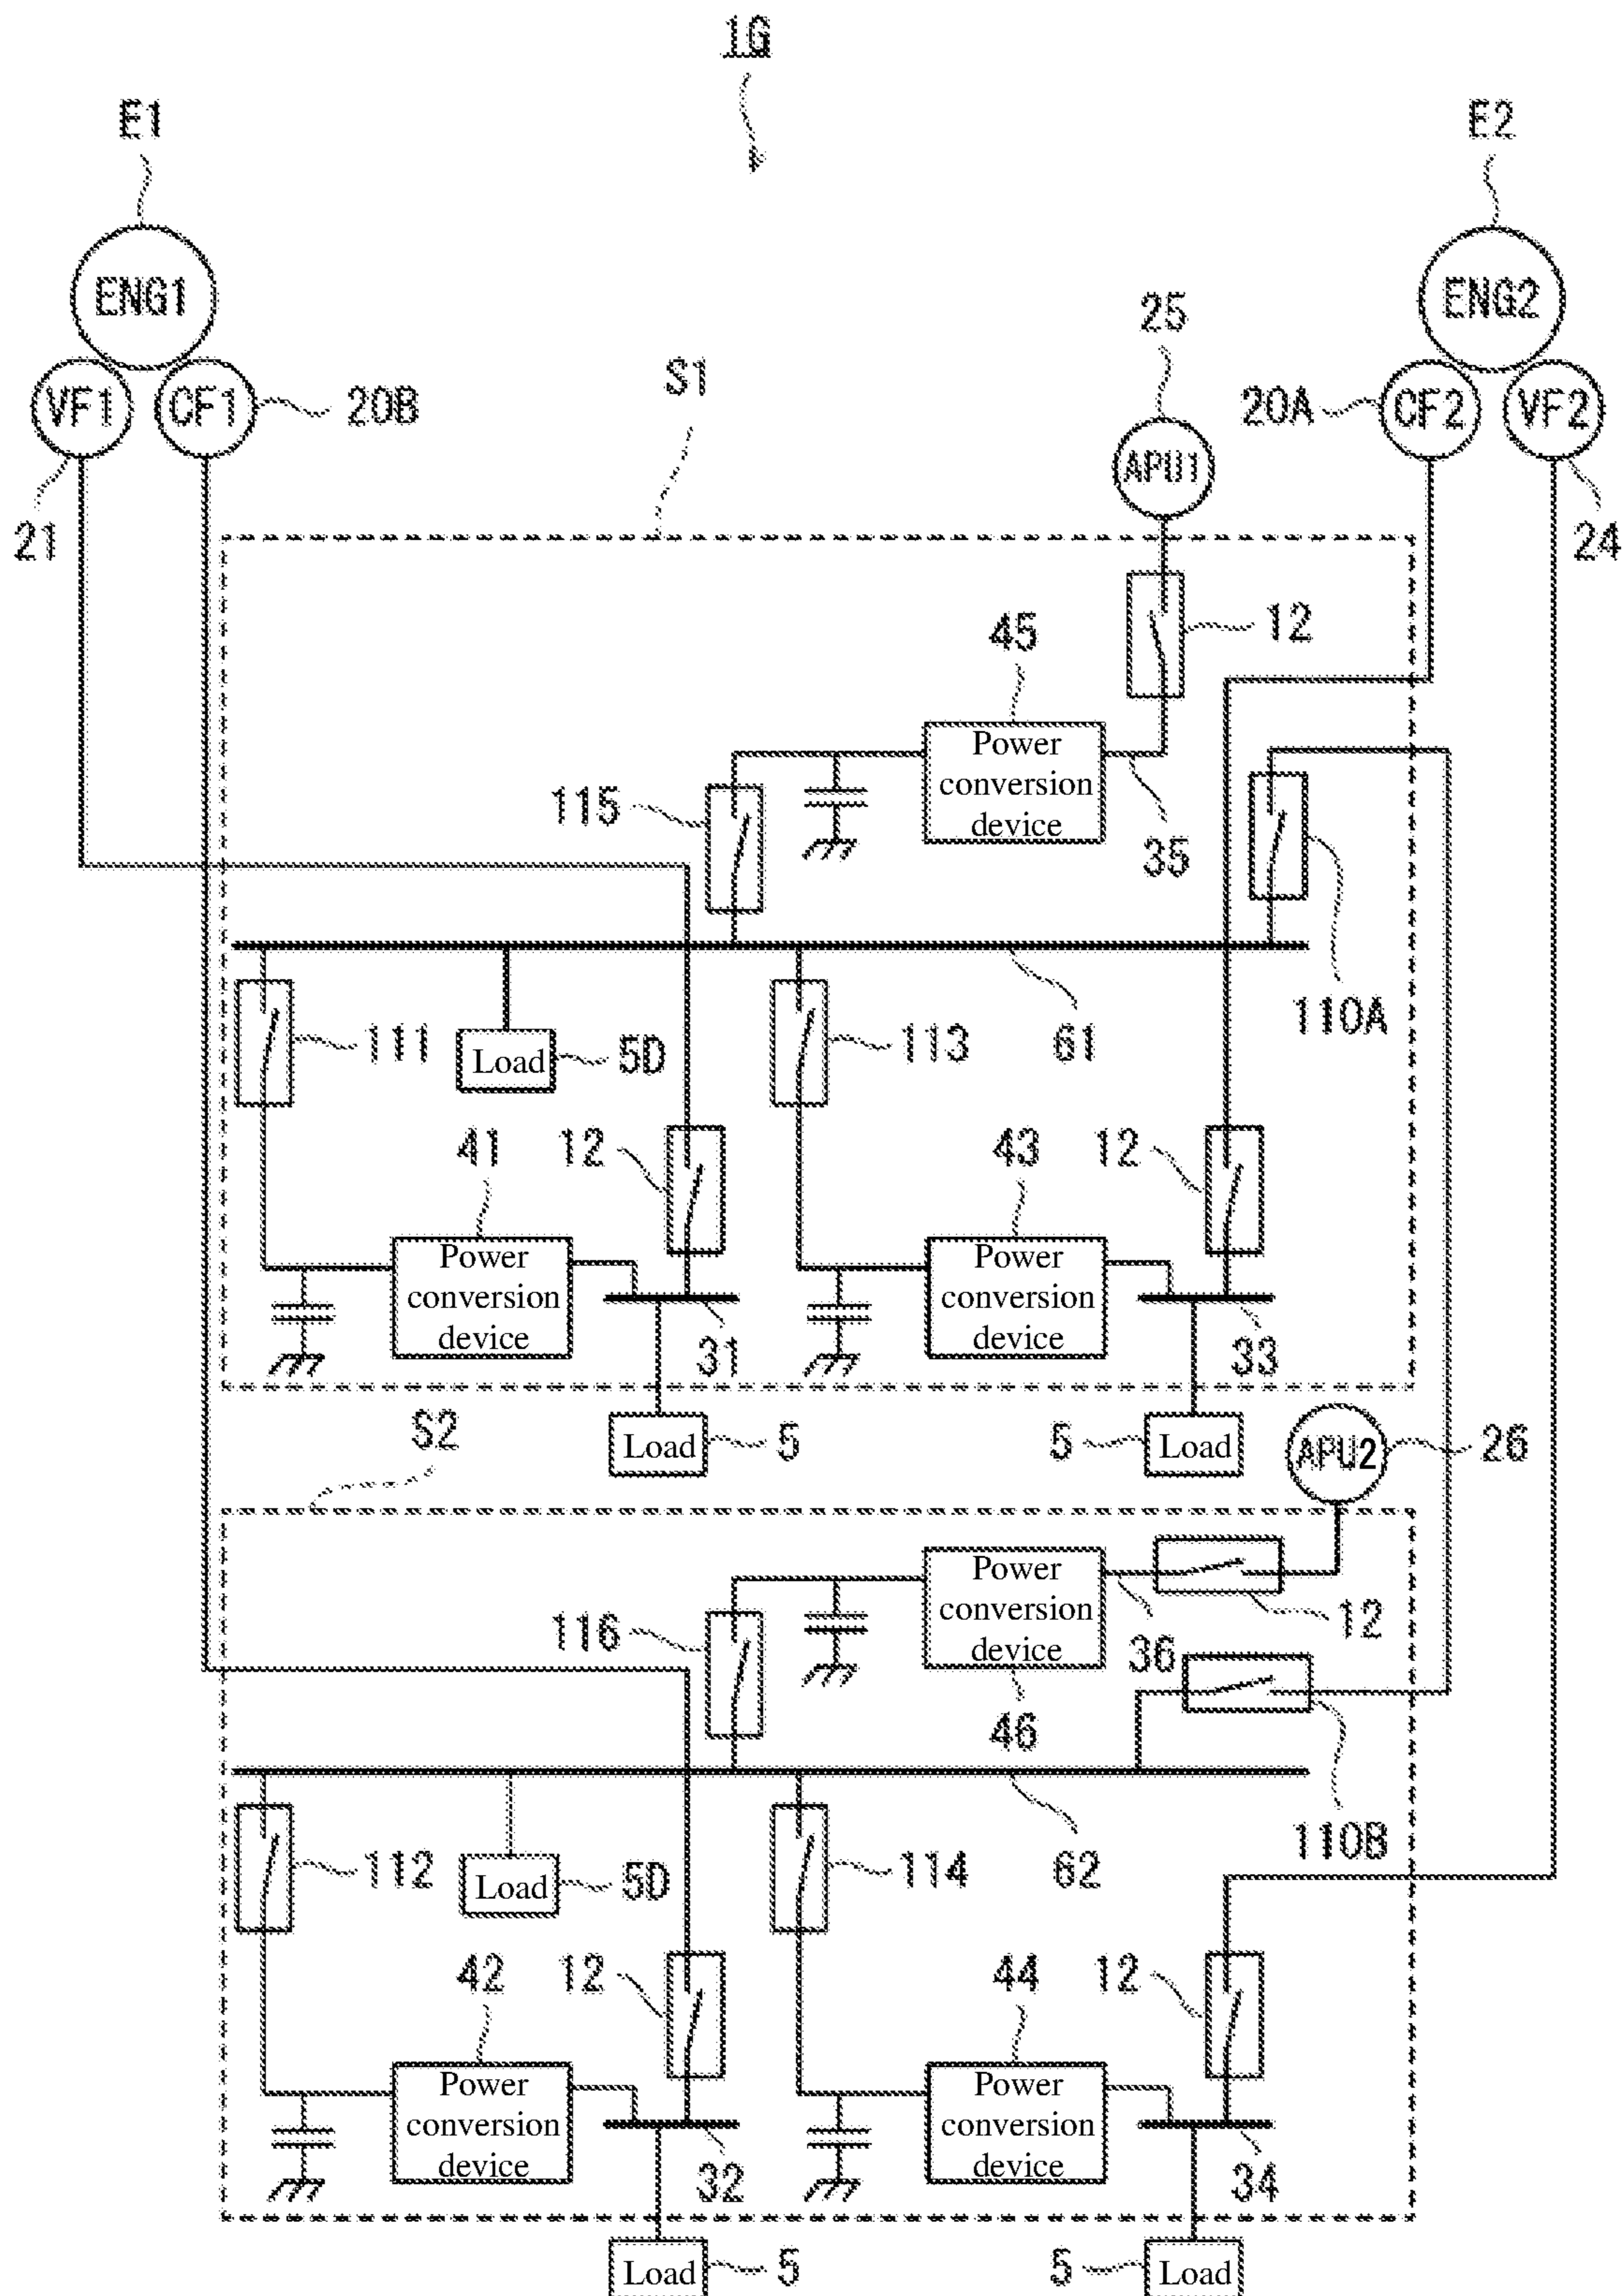 1G
E1
E2
ENG1
ENG2
25
S1
VF1
CF1
20B
20A
CF2
VF2
APU1
21
24
12
45
Power
conversion
device
115
35
110A
111
Load
5D
113
61
41
12
43
12
Power
conversion
device
Power
conversion
device
31
33
S2
Load
5
5
Load
APU2
26
Power
conversion
device
12
116
36
46
110B
112
Load
5D
114
62
42
12
44
12
Power
conversion
device
Power
conversion
device
32
34
Load
5
5
Load